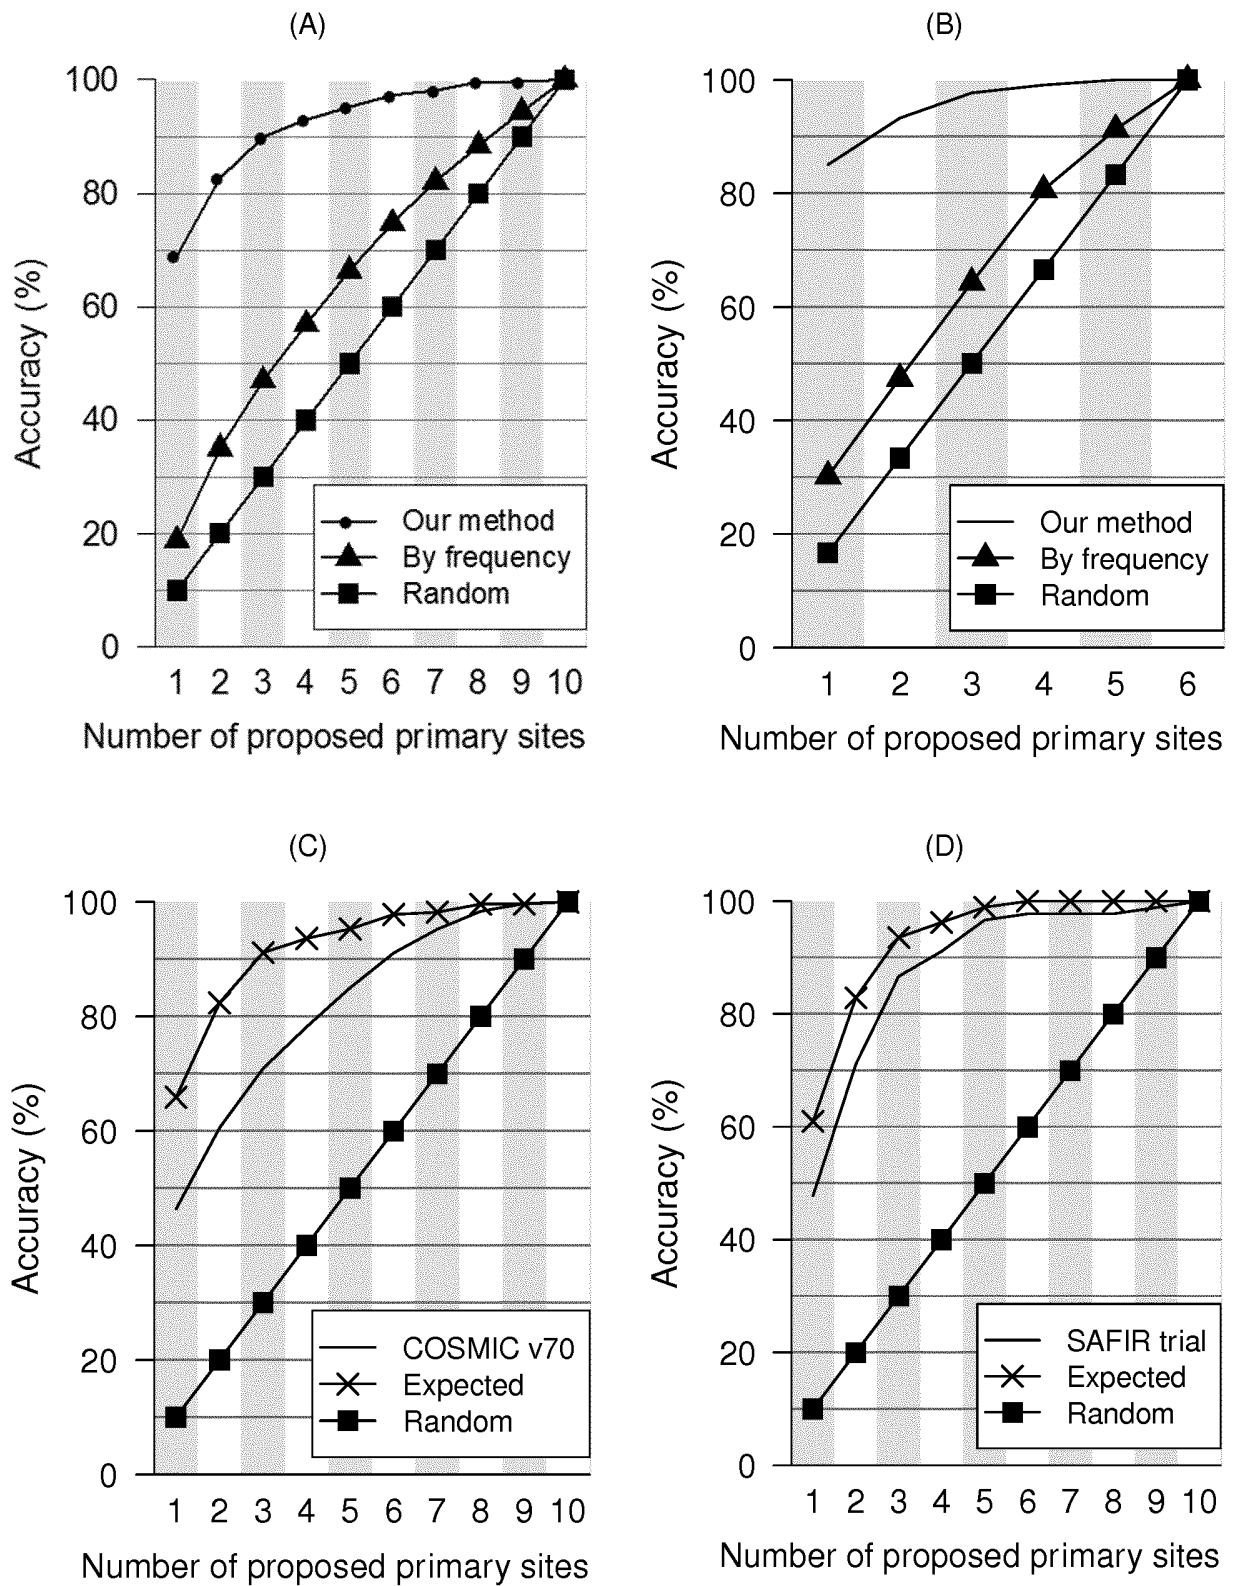 (A)
100
80
60
40
20
0
Accuracy (%)
Our method
By frequency
Random
1 2 3 4 5 6 7 8 9 10
Number of proposed primary sites
(B)
100
80
60
40
20
0
Accuracy (%)
Our method
By frequency
Random
1 2 3 4 5 6
Number of proposed primary sites
(C)
100
80
60
40
20
0
Accuracy (%)
COSMIC v70
Expected
Random
1 2 3 4 5 6 7 8 9 10
Number of proposed primary sites
(D)
100
80
60
40
20
0
Accuracy (%)
SAFIR trial
Expected
Random
1 2 3 4 5 6 7 8 9 10
Number of proposed primary sites